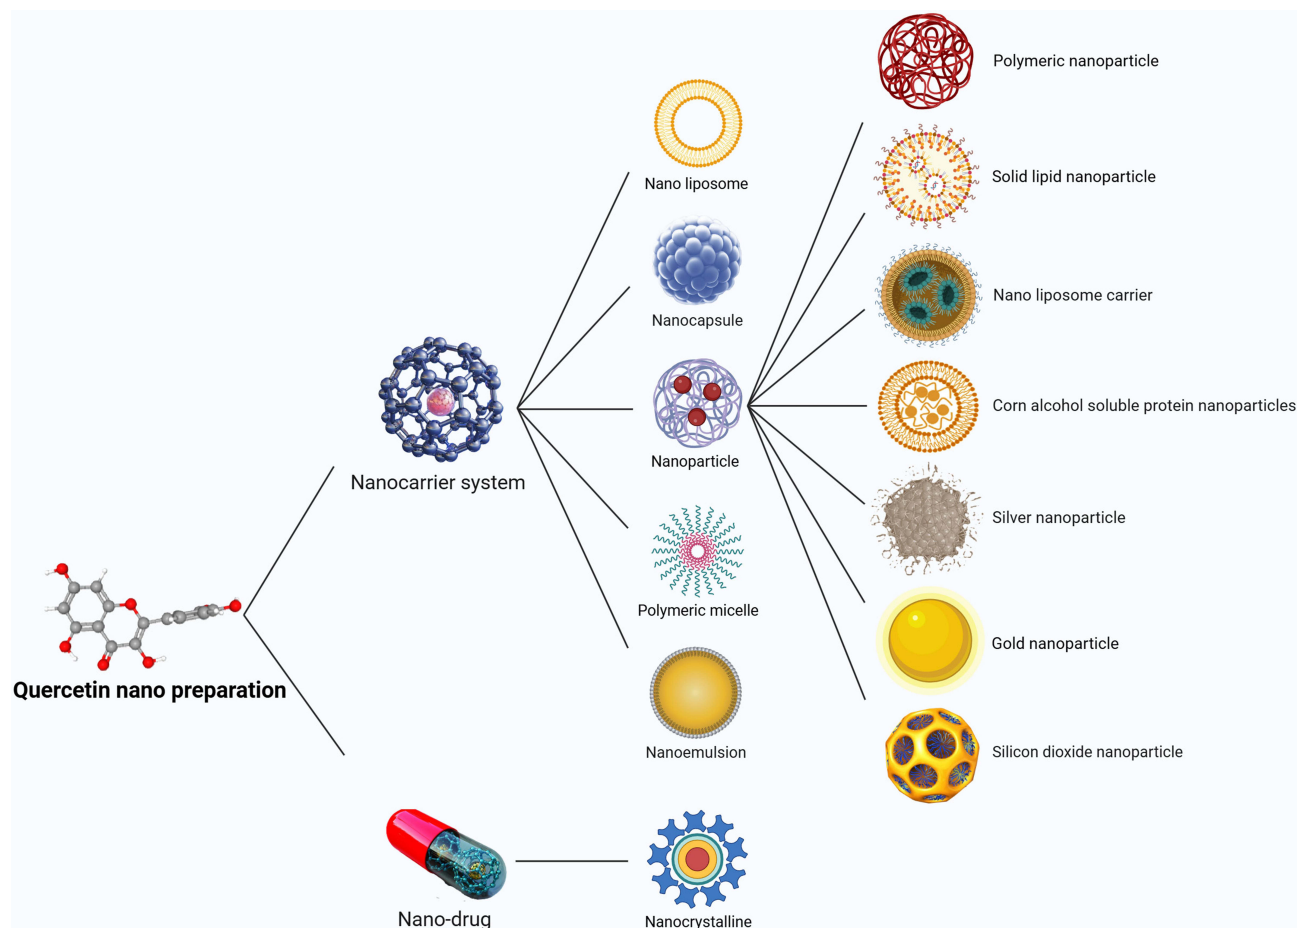 Quercetin nano preparation
Nanocarrier system
Nano-drug
Nano liposome
Nanocapsule
Nanoparticle
Polymeric micelle
Nanoemulsion
Nanocrystalline
Polymeric nanoparticle
Solid lipid nanoparticle
Nano liposome carrier
Corn alcohol soluble protein nanoparticles
Silver nanoparticle
Gold nanoparticle
Silicon dioxide nanoparticle